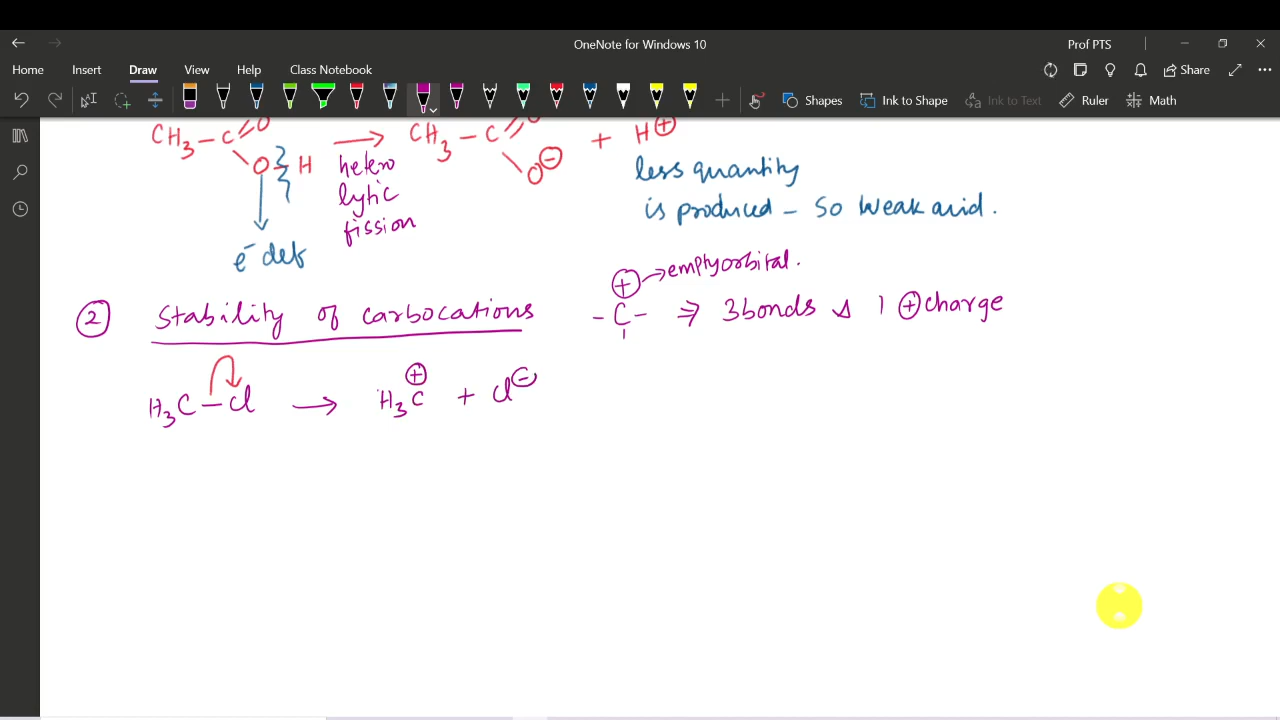 OneNote for Windows 10
Prof PTS
Home Insert Draw View Help Class Notebook
Share
Shapes Ink to Shape Ink to Text Ruler Math
CH3 – C = O O – H → CH3 – C = O O⊖ + H⊕
hetero
lytic
fission
less quantity
is produced – So weak acid.
e⁻ def
② Stability of carbocations
⊕ → empty orbital.
– C – ⇒ 3 bonds & 1 ⊕ charge
H3C – Cl → H3C⊕ + Cl⊖